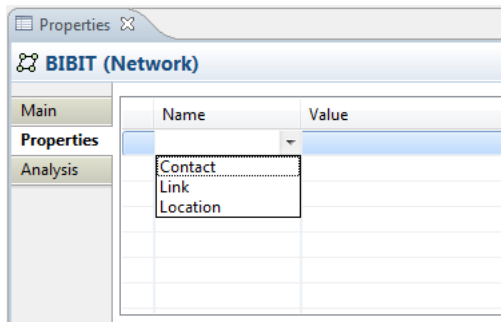 Properties
BIBIT (Network)
Main
Properties
Analysis
Name Value
Contact
Link
Location